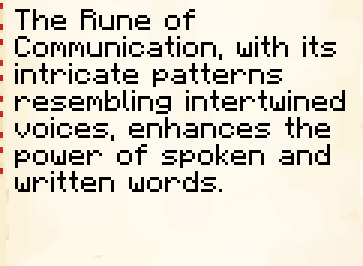 The Rune of
Communication, with its
intricate patterns
resembling intertwined
voices, enhances the
power of spoken and
written words.